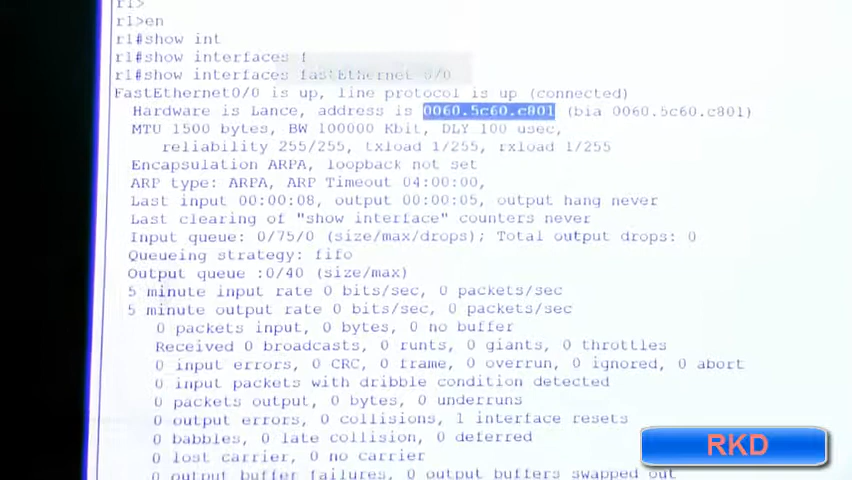 r1>
r1>en
r1#show int
r1#show interfaces f
r1#show interfaces fastEthernet 0/0
FastEthernet0/0 is up, line protocol is up (connected)
Hardware is Lance, address is 0060.5c60.c801 (bia 0060.5c60.c801)
MTU 1500 bytes, BW 100000 Kbit, DLY 100 usec,
reliability 255/255, txload 1/255, rxload 1/255
Encapsulation ARPA, loopback not set
ARP type: ARPA, ARP Timeout 04:00:00,
Last input 00:00:08, output 00:00:05, output hang never
Last clearing of "show interface" counters never
Input queue: 0/75/0 (size/max/drops); Total output drops: 0
Queueing strategy: fifo
Output queue :0/40 (size/max)
5 minute input rate 0 bits/sec, 0 packets/sec
5 minute output rate 0 bits/sec, 0 packets/sec
0 packets input, 0 bytes, 0 no buffer
Received 0 broadcasts, 0 runts, 0 giants, 0 throttles
0 input errors, 0 CRC, 0 frame, 0 overrun, 0 ignored, 0 abort
0 input packets with dribble condition detected
0 packets output, 0 bytes, 0 underruns
0 output errors, 0 collisions, 1 interface resets
0 babbles, 0 late collision, 0 deferred
0 lost carrier, 0 no carrier
0 output buffer failures, 0 output buffers swapped out
RKD